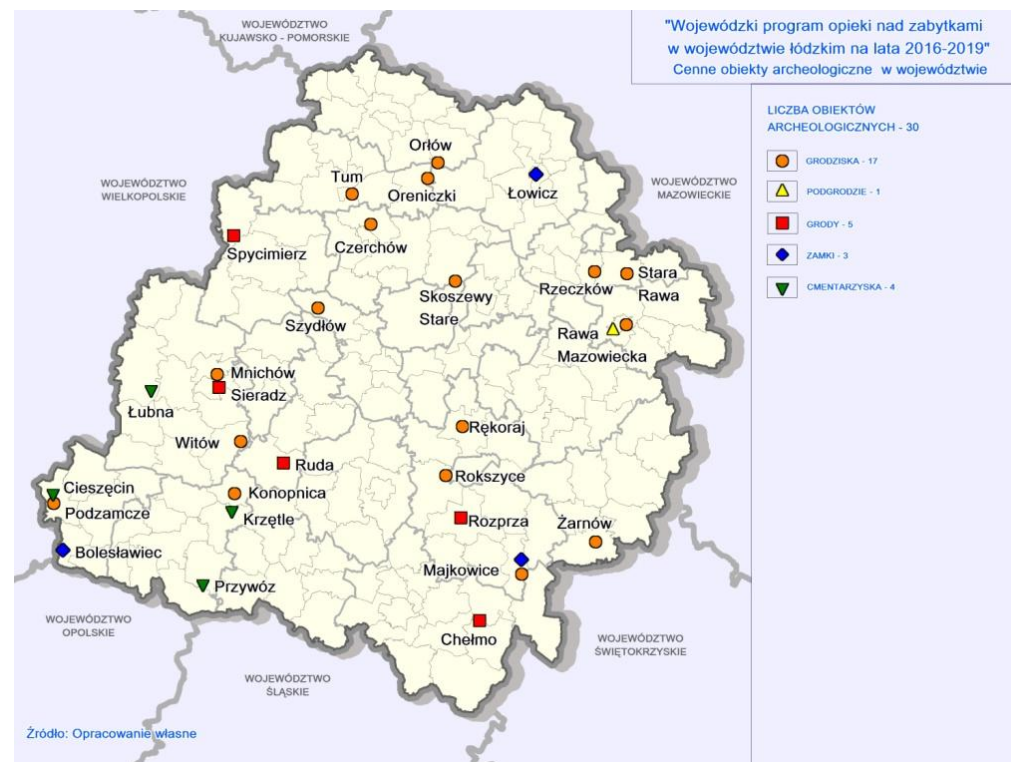 "Wojewódzki program opieki nad zabytkami
w województwie łódzkim na lata 2016-2019"
Cenne obiekty archeologiczne w województwie
LICZBA OBIEKTÓW
ARCHEOLOGICZNYCH - 30
GRODZISKA - 17
PODGRODZIE - 1
GRODY - 5
ZAMKI - 3
CMENTARZYSKA - 4
WOJEWÓDZTWO
KUJAWSKO - POMORSKIE
WOJEWÓDZTWO
WIELKOPOLSKIE
WOJEWÓDZTWO
MAZOWIECKIE
Orłów
Tum
Oreniczki
Łowicz
Czerchów
Spycimierz
Stara
Rawa
Rzeczków
Skoszewy
Stare
Szydłów
Rawa
Mazowiecka
Mnichów
Sieradz
Łubna
Rękoraj
Witów
Ruda
Rokszyce
Cieszęcin
Podzamcze
Konopnica
Krzętle
Rozprza
Żarnów
Bolesławiec
Majkowice
Przywóz
Chełmo
WOJEWÓDZTWO
OPOLSKIE
WOJEWÓDZTWO
ŚWIĘTOKRZYSKIE
WOJEWÓDZTWO
ŚLĄSKIE
Źródło: Opracowanie własne